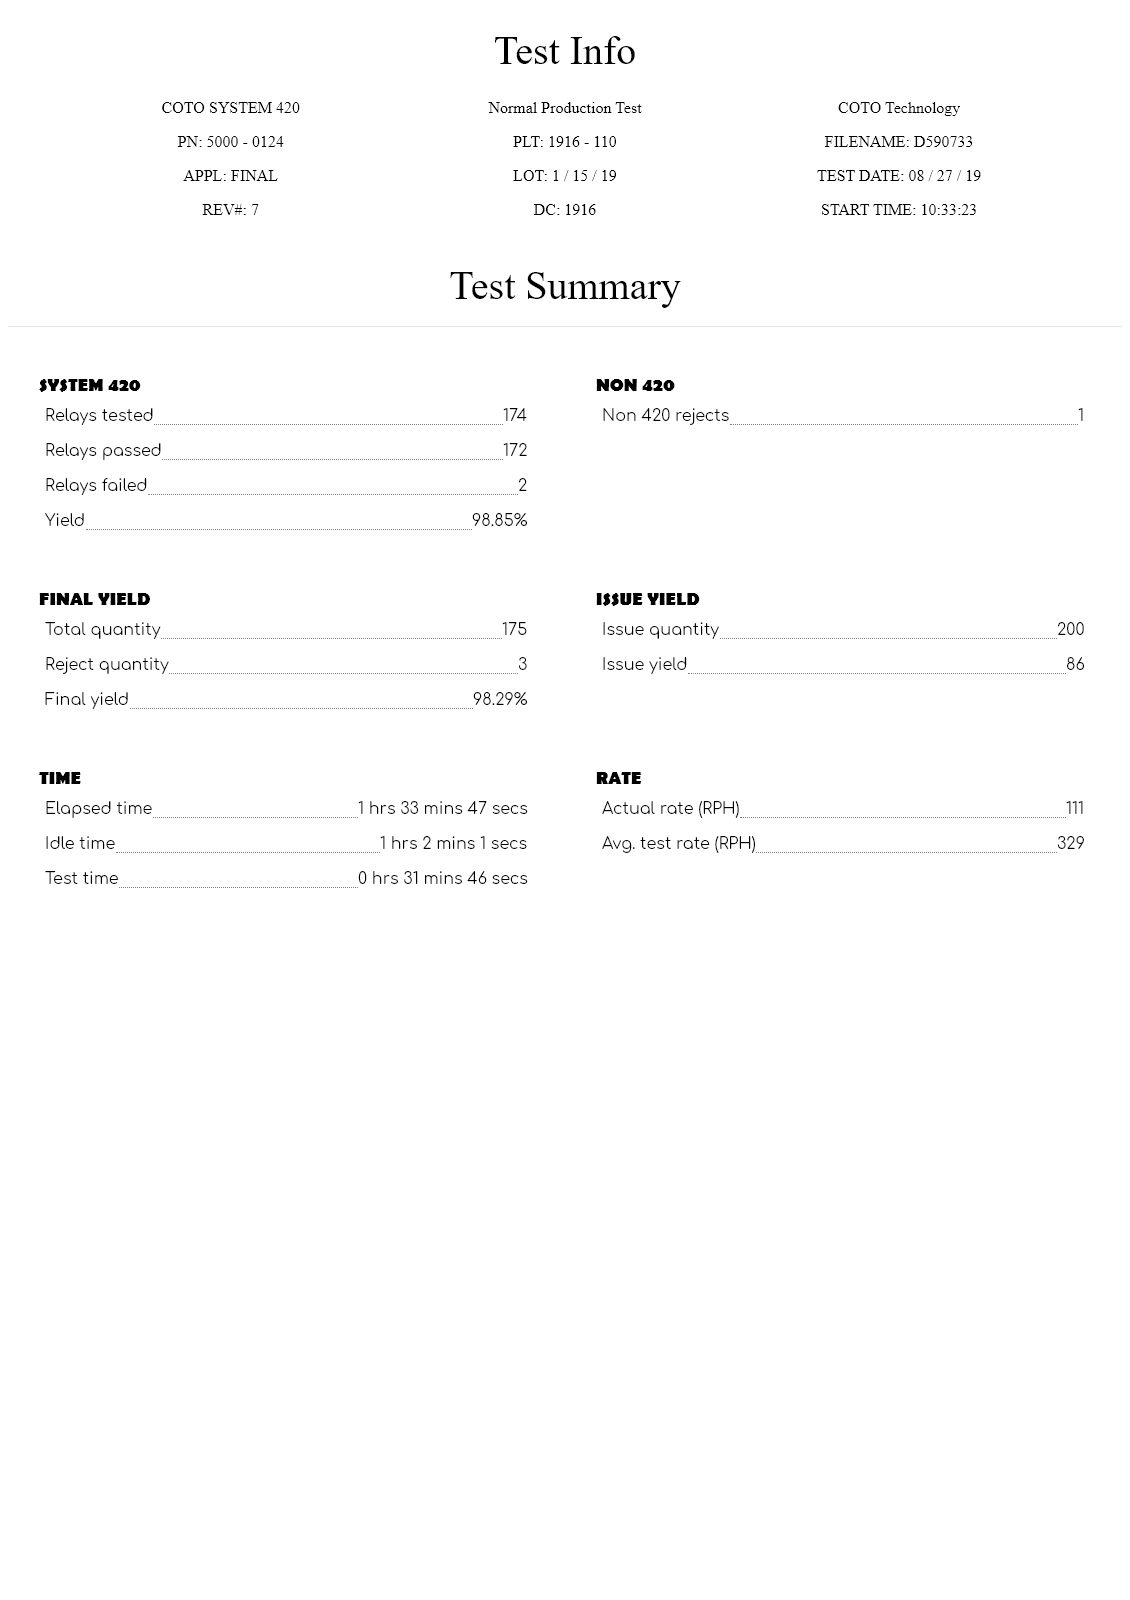 Test Info
COTO SYSTEM 420
Normal Production Test
COTO Technology
PN: 5000 - 0124
PLT: 1916 - 110
FILENAME: D590733
APPL: FINAL
LOT: 1 / 15 / 19
TEST DATE: 08 / 27 / 19
REV#: 7
DC: 1916
START TIME: 10:33:23
Test Summary
SYSTEM 420
Relays tested 174
Relays passed 172
Relays failed 2
Yield 98.85%
NON 420
Non 420 rejects 1
FINAL YIELD
Total quantity 175
Reject quantity 3
Final yield 98.29%
ISSUE YIELD
Issue quantity 200
Issue yield 86
TIME
Elapsed time 1 hrs 33 mins 47 secs
Idle time 1 hrs 2 mins 1 secs
Test time 0 hrs 31 mins 46 secs
RATE
Actual rate (RPH) 111
Avg. test rate (RPH) 329